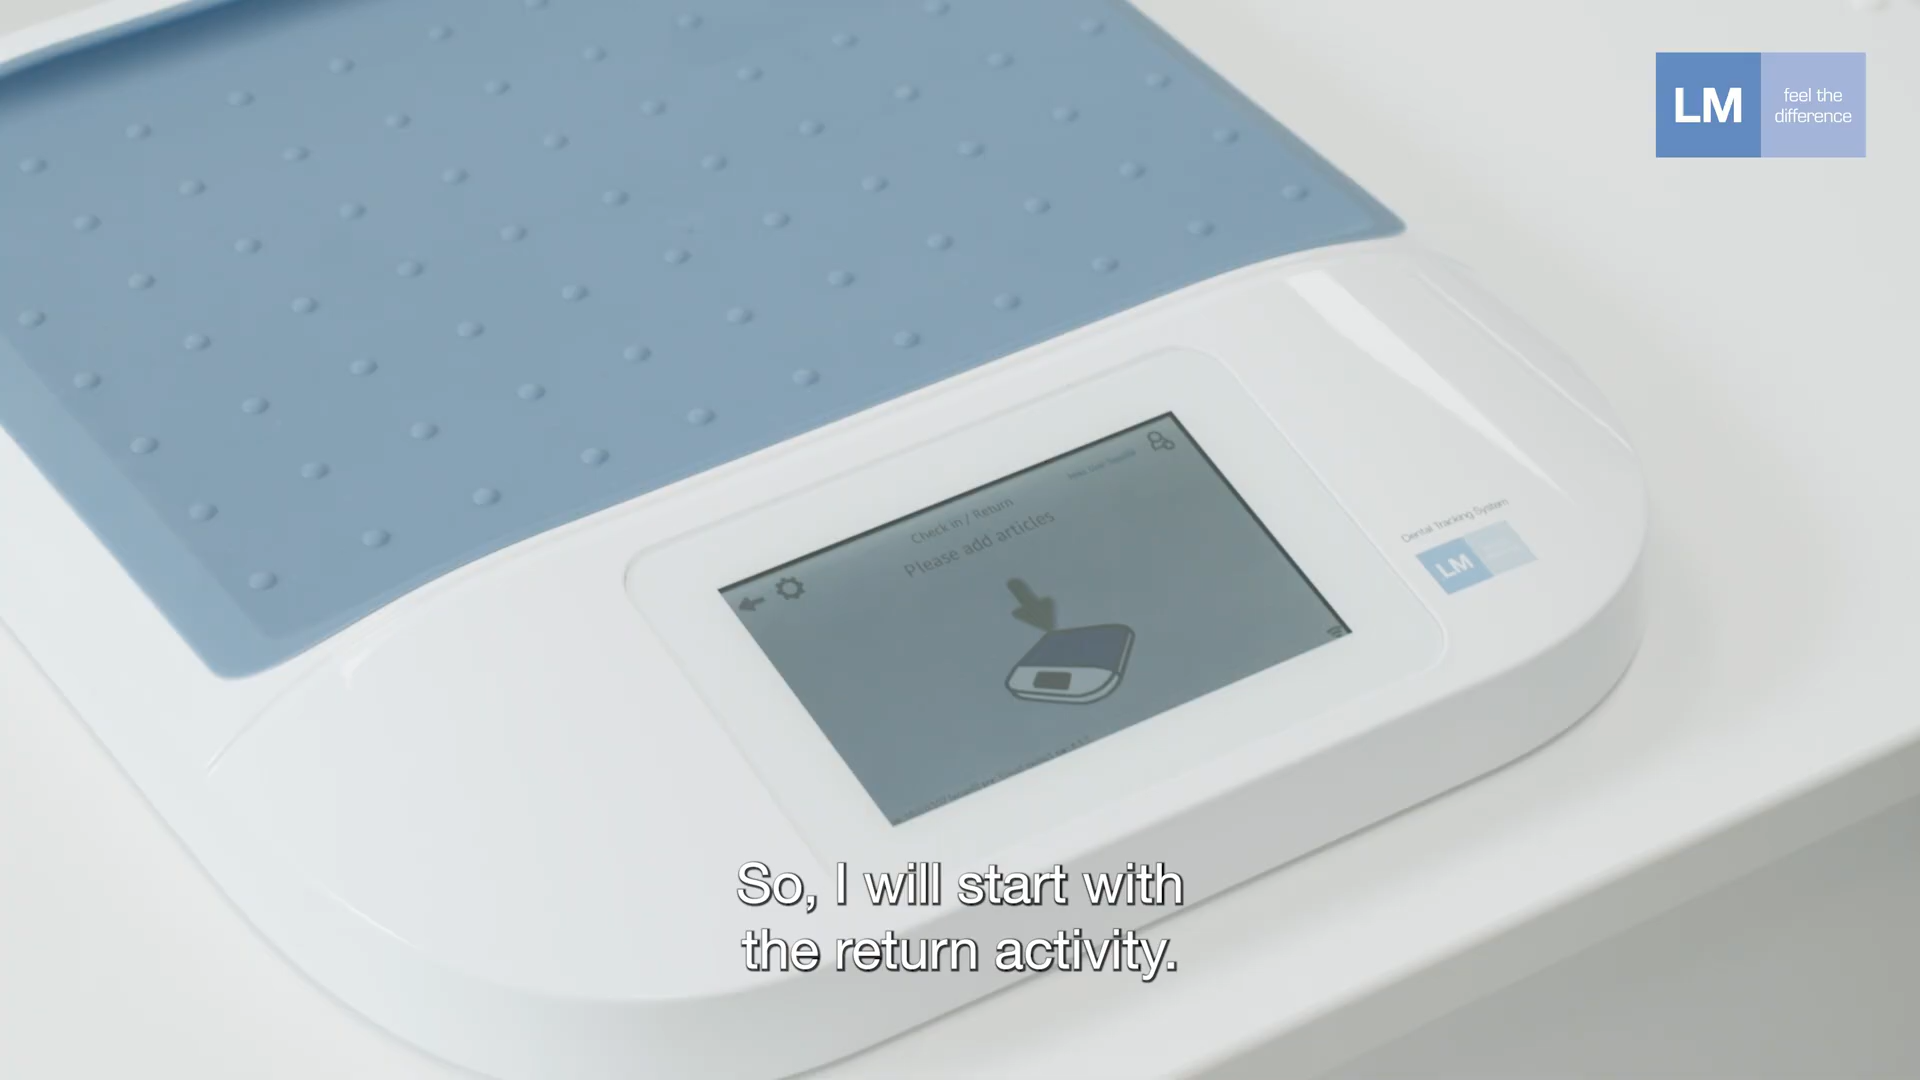 LM
feel the
difference
Check in / Return
Please add articles
Dental Tracking System
LM
So, I will start with
the return activity.